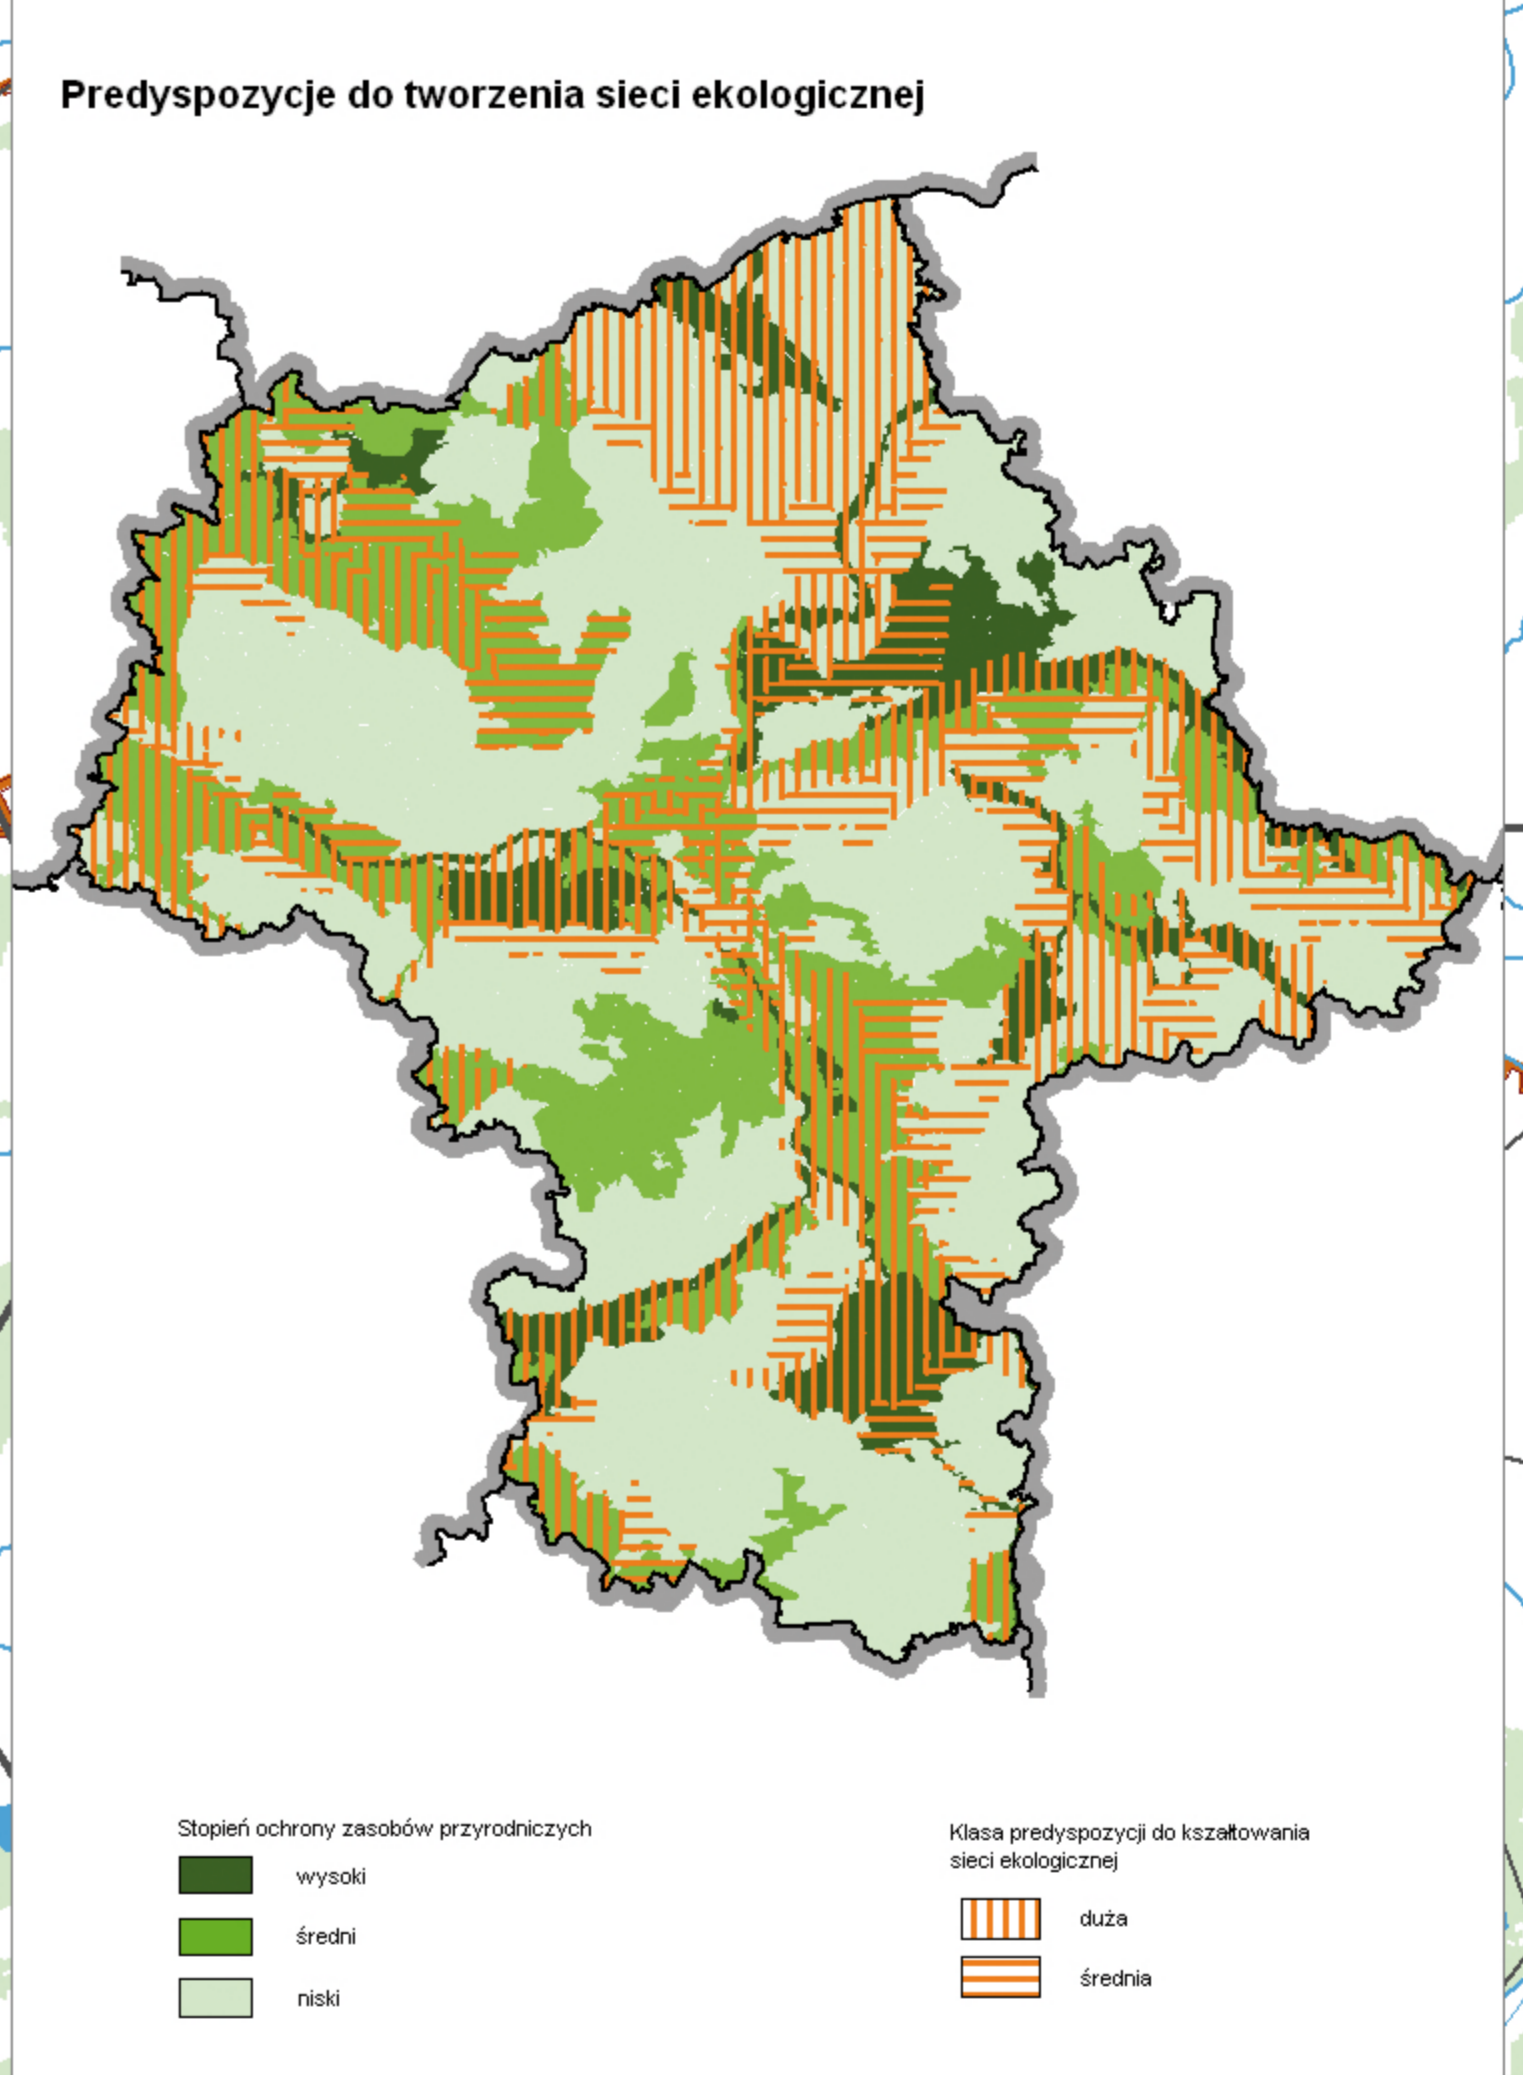 Predyspozycje do tworzenia sieci ekologicznej
Stopień ochrony zasobów przyrodniczych
wysoki
średni
niski
Klasa predyspozycji do kształtowania
sieci ekologicznej
duża
średnia